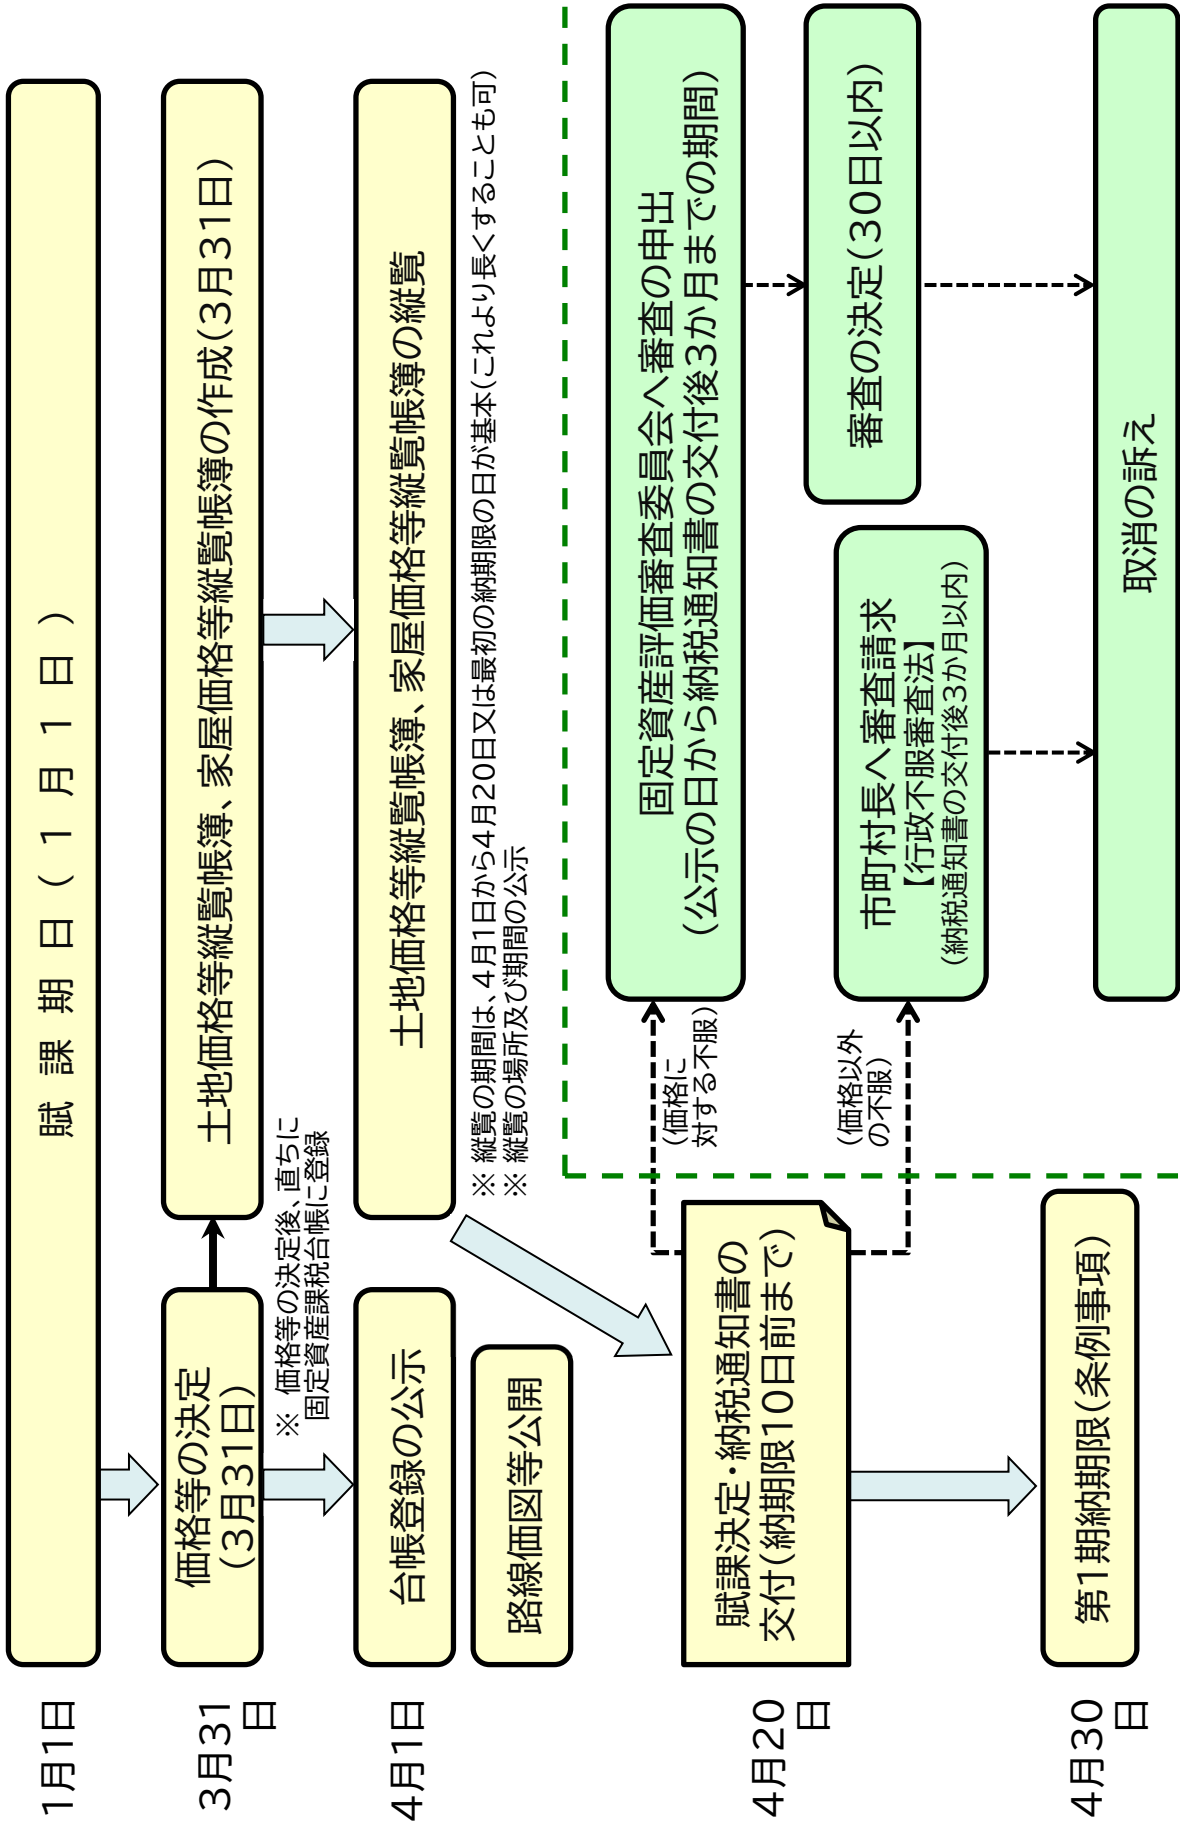 1月1日
賦課期日(1月1日)
3月31
日
価格等の決定
(3月31日)
土地価格等縦覧帳簿、家屋価格等縦覧帳簿の作成(3月31日)
※ 価格等の決定後、直ちに
固定資産課税台帳に登録
4月1日
台帳登録の公示
土地価格等縦覧帳簿、家屋価格等縦覧帳簿の縦覧
路線価図等公開
※ 縦覧の期間は、4月1日から4月20日又は最初の納期限の日が基本(これより長くすることも可)
※ 縦覧の場所及び期間の公示
4月20
日
賦課決定・納税通知書の
交付(納期限10日前まで)
(価格に
対する不服)
固定資産評価審査委員会へ審査の申出
(公示の日から納税通知書の交付後3か月までの期間)
審査の決定(30日以内)
(価格以外
の不服)
市町村長へ審査請求
【行政不服審査法】
(納税通知書の交付後3か月以内)
4月30
日
第1期納期限(条例事項)
取消の訴え